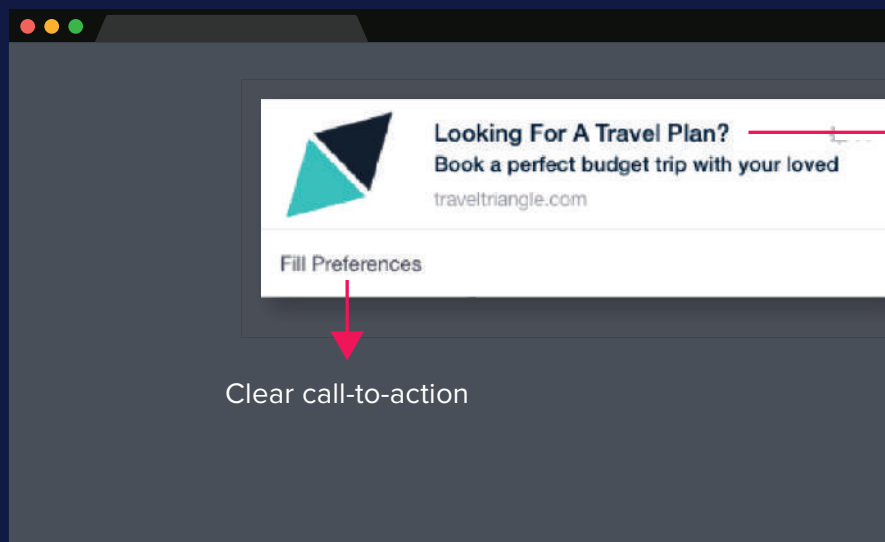 Looking For A Travel Plan?
Book a perfect budget trip with your loved
traveltriangle.com
Fill Preferences
Clear call-to-action